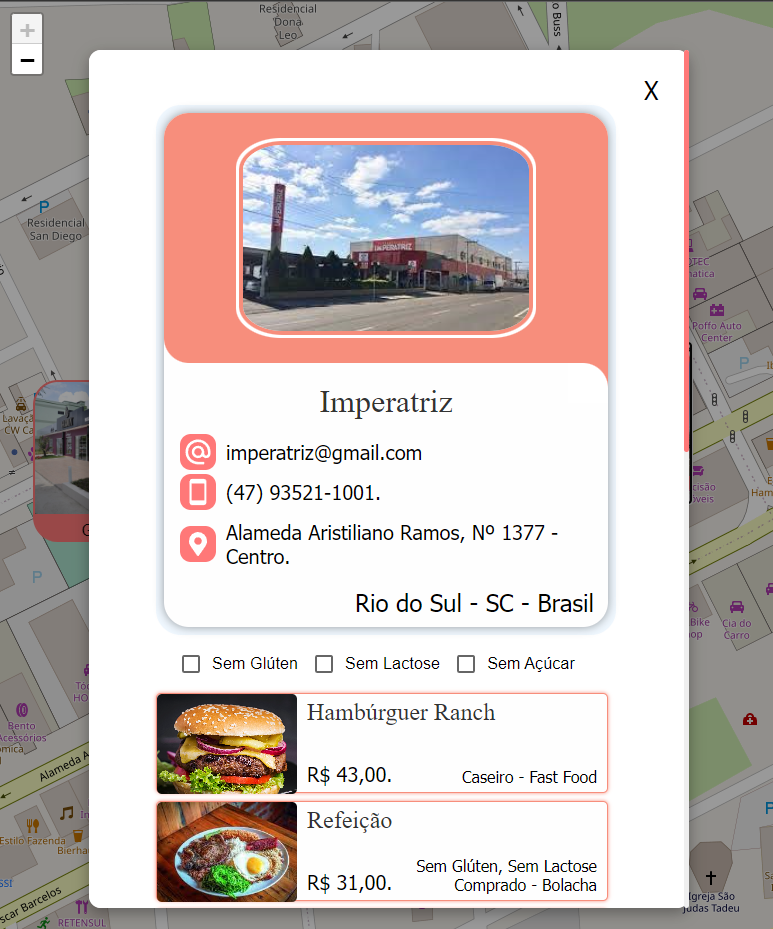 Residencial
Dona
Leo
o Buss
+
−
X
P
Residencial
San Diego
IMPERATRIZ
IMPERATRIZ
Imperatriz
imperatriz@gmail.com
(47) 93521-1001.
Alameda Aristiliano Ramos, Nº 1377 -
Centro.
Rio do Sul - SC - Brasil
Poffo Auto
Center
P
Lavaçã
CW Ca
P
Cia do
Carro
Sem Glúten
Sem Lactose
Sem Açúcar
Hambúrguer Ranch
R$ 43,00.
Caseiro - Fast Food
Refeição
R$ 31,00.
Sem Glúten, Sem Lactose
Comprado - Bolacha
Bento
Acessórios
Alameda A
Estilo Fazenda
Bierha
scar Barcelos
RETENSUL
P
Igreja São
Judas Tadeu